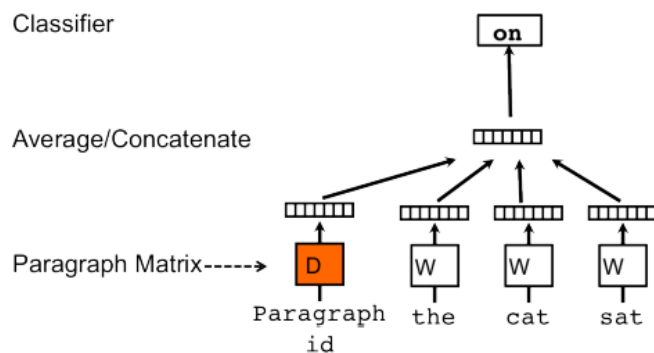 Classifier
on
Average/Concatenate
Paragraph Matrix
D
W
W
W
Paragraph
id
the
cat
sat